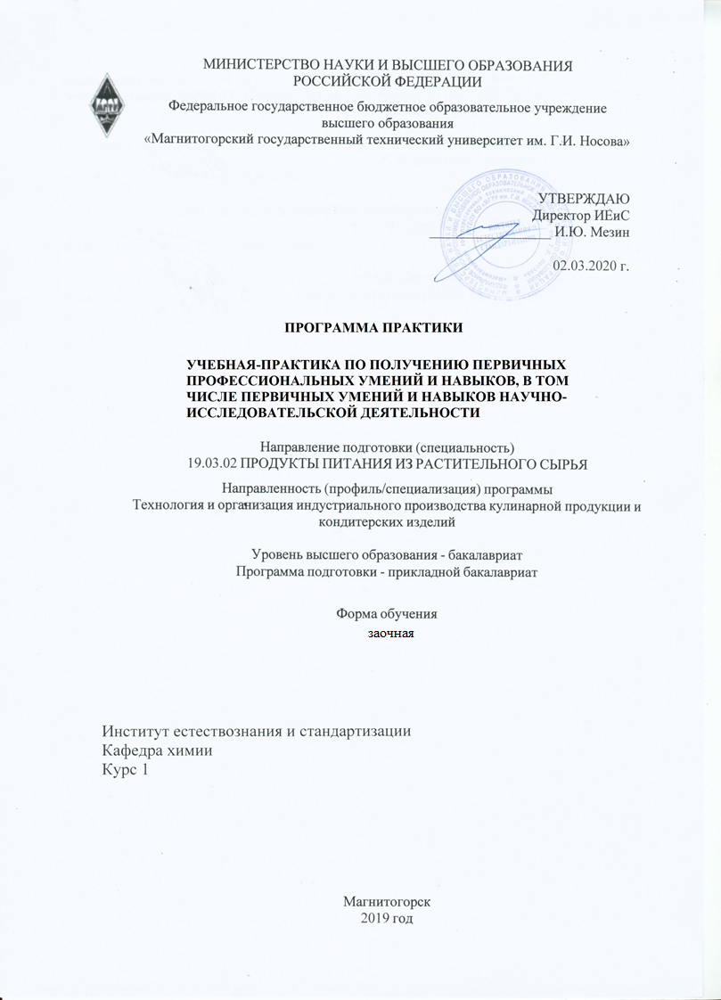 МИНИСТЕРСТВО НАУКИ И ВЫСШЕГО ОБРАЗОВАНИЯ
РОССИЙСКОЙ ФЕДЕРАЦИИ
Федеральное государственное бюджетное образовательное учреждение
высшего образования
«Магнитогорский государственный технический университет им. Г.И. Носова»
УТВЕРЖДАЮ
Директор ИЕиС
И.Ю. Мезин
02.03.2020 г.
ПРОГРАММА ПРАКТИКИ
УЧЕБНАЯ-ПРАКТИКА ПО ПОЛУЧЕНИЮ ПЕРВИЧНЫХ
ПРОФЕССИОНАЛЬНЫХ УМЕНИЙ И НАВЫКОВ, В ТОМ
ЧИСЛЕ ПЕРВИЧНЫХ УМЕНИЙ И НАВЫКОВ НАУЧНО-
ИССЛЕДОВАТЕЛЬСКОЙ ДЕЯТЕЛЬНОСТИ
Направление подготовки (специальность)
19.03.02 ПРОДУКТЫ ПИТАНИЯ ИЗ РАСТИТЕЛЬНОГО СЫРЬЯ
Направленность (профиль/специализация) программы
Технология и организация индустриального производства кулинарной продукции и
кондитерских изделий
Уровень высшего образования - бакалавриат
Программа подготовки - прикладной бакалавриат
Форма обучения
заочная
Институт естествознания и стандартизации
Кафедра химии
Курс 1
Магнитогорск
2019 год